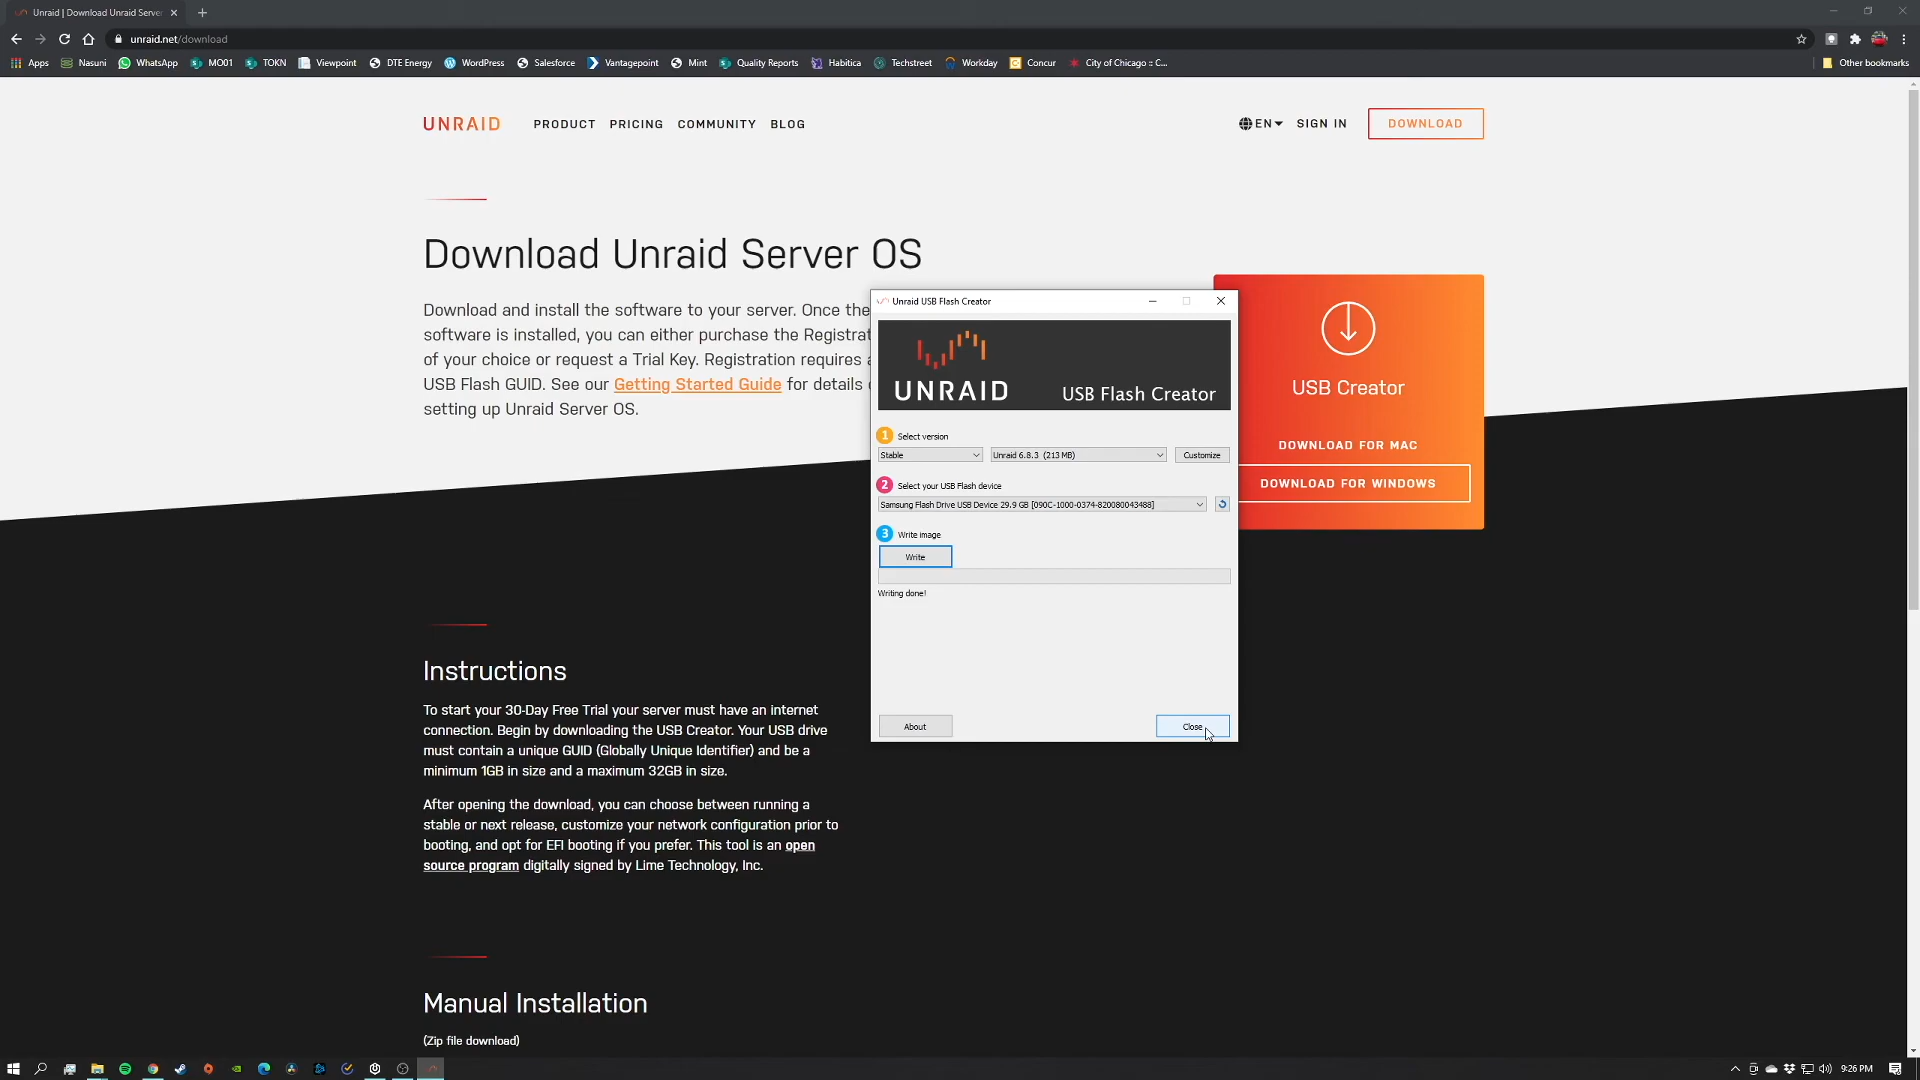 Unraid | Download Unraid Server
unraid.net/download
Apps Nasuni WhatsApp MO01 TOKN Viewpoint DTE Energy WordPress Salesforce Vantagepoint Mint Quality Reports Habitica Techstreet Workday Concur City of Chicago :: C... Other bookmarks
UNRAID PRODUCT PRICING COMMUNITY BLOG EN SIGN IN DOWNLOAD
Download Unraid Server OS
Download and install the software to your server. Once the
software is installed, you can either purchase the Registrat
of your choice or request a Trial Key. Registration requires a
USB Flash GUID. See our Getting Started Guide for details
setting up Unraid Server OS.
Unraid USB Flash Creator
UNRAID USB Flash Creator
1 Select version
Stable Unraid 6.8.3 (213 MB) Customize
2 Select your USB Flash device
Samsung Flash Drive USB Device 29.9 GB [090C-1000-0374-820080043488]
3 Write image
Write
Writing done!
About Close
USB Creator
DOWNLOAD FOR MAC
DOWNLOAD FOR WINDOWS
Instructions
To start your 30-Day Free Trial your server must have an internet
connection. Begin by downloading the USB Creator. Your USB drive
must contain a unique GUID (Globally Unique Identifier) and be a
minimum 1GB in size and a maximum 32GB in size.
After opening the download, you can choose between running a
stable or next release, customize your network configuration prior to
booting, and opt for EFI booting if you prefer. This tool is an open
source program digitally signed by Lime Technology, Inc.
Manual Installation
(Zip file download)
9:26 PM